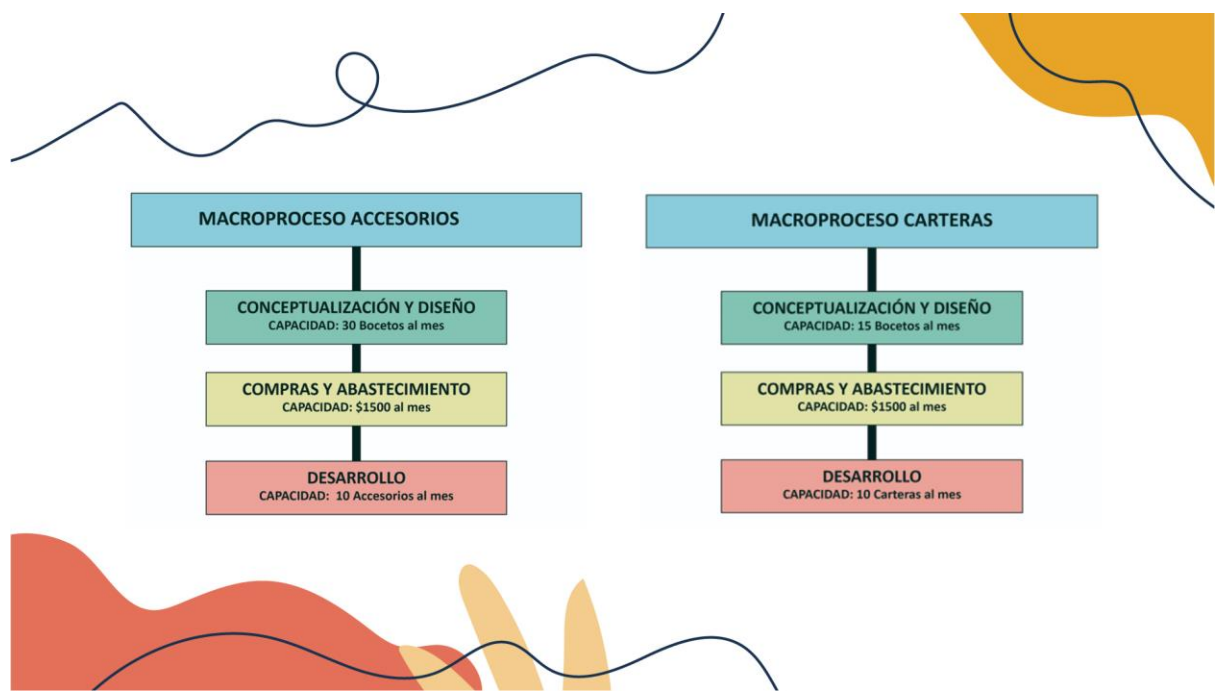 MACROPROCESO ACCESORIOS
CONCEPTUALIZACIÓN Y DISEÑO
CAPACIDAD: 30 Bocetos al mes
COMPRAS Y ABASTECIMIENTO
CAPACIDAD: $1500 al mes
DESARROLLO
CAPACIDAD: 10 Accesorios al mes
MACROPROCESO CARTERAS
CONCEPTUALIZACIÓN Y DISEÑO
CAPACIDAD: 15 Bocetos al mes
COMPRAS Y ABASTECIMIENTO
CAPACIDAD: $1500 al mes
DESARROLLO
CAPACIDAD: 10 Carteras al mes